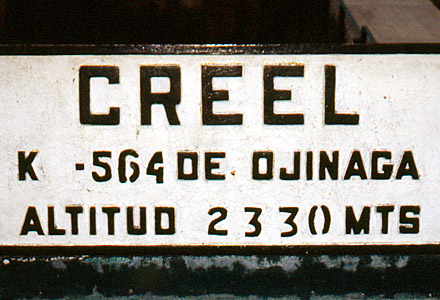 CREEL
K -564 DE OJINAGA
ALTITUD 2330 MTS